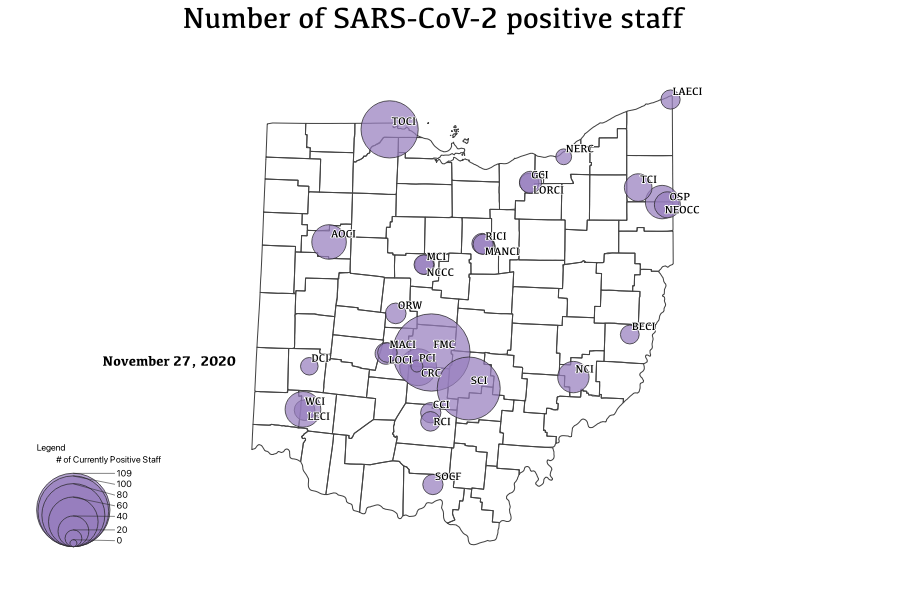 Number of SARS-CoV-2 positive staff
LAECI
TOCI
NERC
GCI
LORCI
TCI
OSP
NEOCC
AOCI
RICI
MANCI
MCI
NCCC
ORW
BECI
MACI
FMC
November 27, 2020
DCI
LOCI
PCI
CRC
NCI
SCI
WCI
CCI
LECI
RCI
Legend
# of Currently Positive Staff
109
100
80
60
40
20
0
SOCF